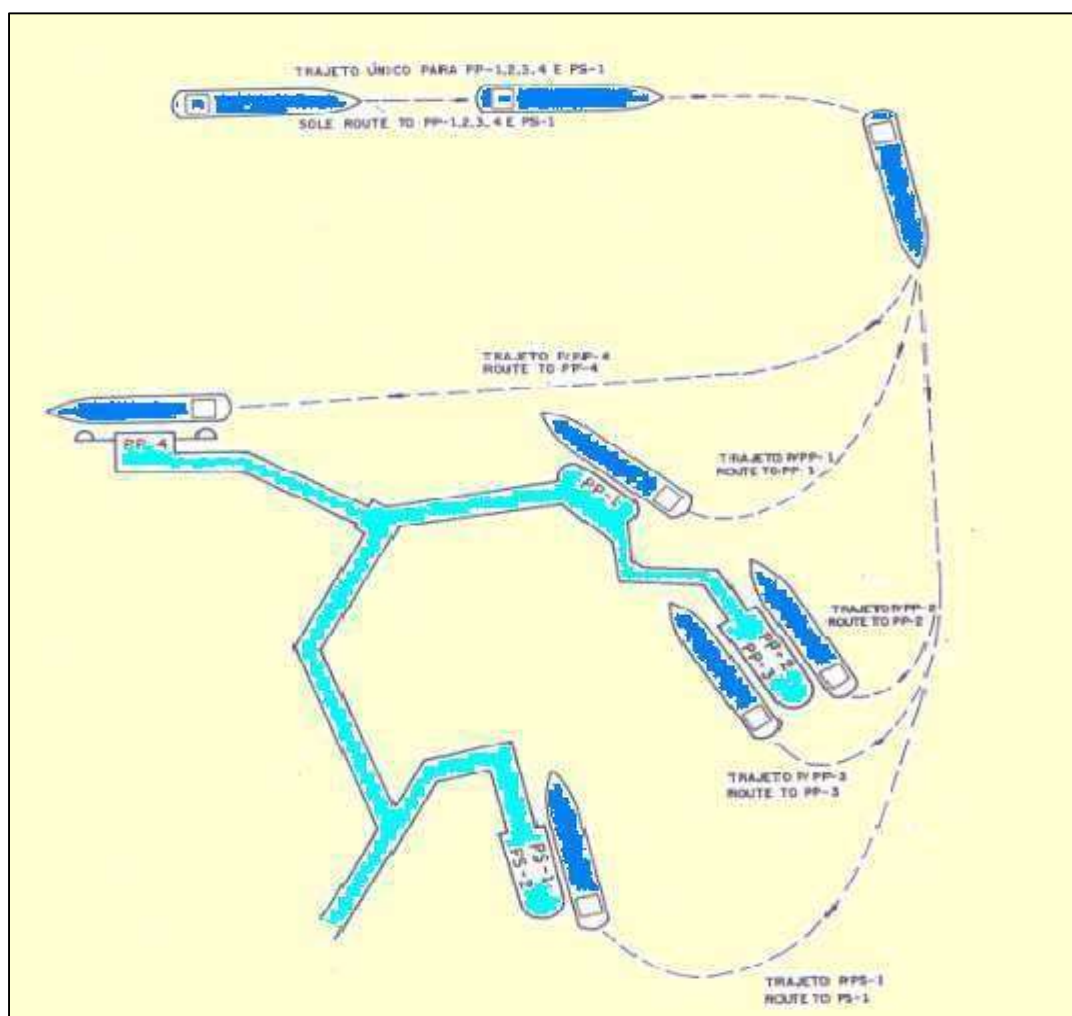 TRAJETO ÚNICO PARA PP-1,2,3,4 E PS-1
SOLE ROUTE TO PP-1,2,3,4 E PS-1
TRAJETO P/PP-4
ROUTE TO PP-4
PP-4
PP-1
TRAJETO P/PP-1
ROUTE TO PP-1
TRAJETO P/PP-2
ROUTE TO PP-2
PP-2
PP-3
TRAJETO P/PP-3
ROUTE TO PP-3
PS-1
PS-2
TRAJETO P/PS-1
ROUTE TO PS-1